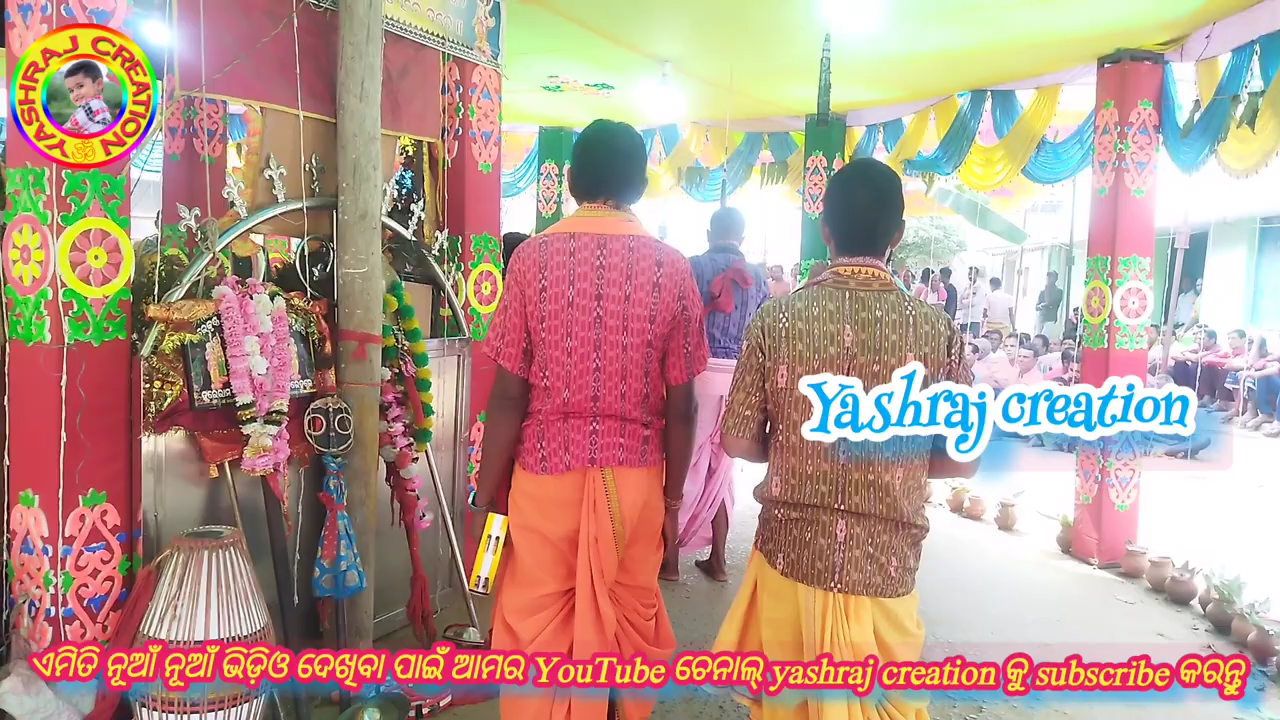 YASHRAJ CREATION
ॐ
Yashraj creation
ଏମିତି ନୂଆଁ ନୂଆଁ ଭିଡ଼ିଓ ଦେଖିବା ପାଇଁ ଆମର YouTube ଚେନାଲ୍ yashraj creation କୁ subscribe କରନ୍ତୁ